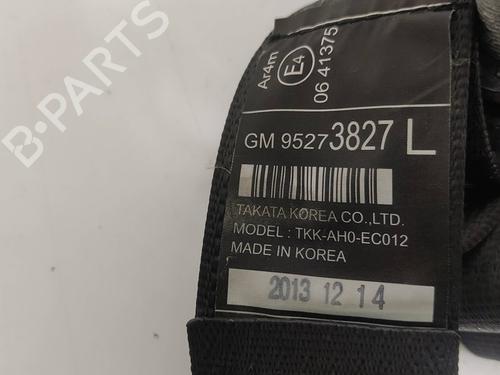 B-PARTS
Ar4m
E4
06 41375
GM 95273827 L
TAKATA KOREA CO.,LTD.
MODEL : TKK-AH0-EC012
MADE IN KOREA
2013 12 14